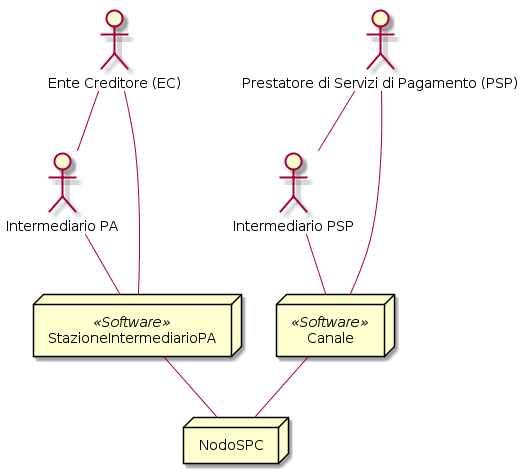 Ente Creditore (EC)
Prestatore di Servizi di Pagamento (PSP)
Intermediario PA
Intermediario PSP
«Software»
StazioneIntermediarioPA
«Software»
Canale
NodoSPC